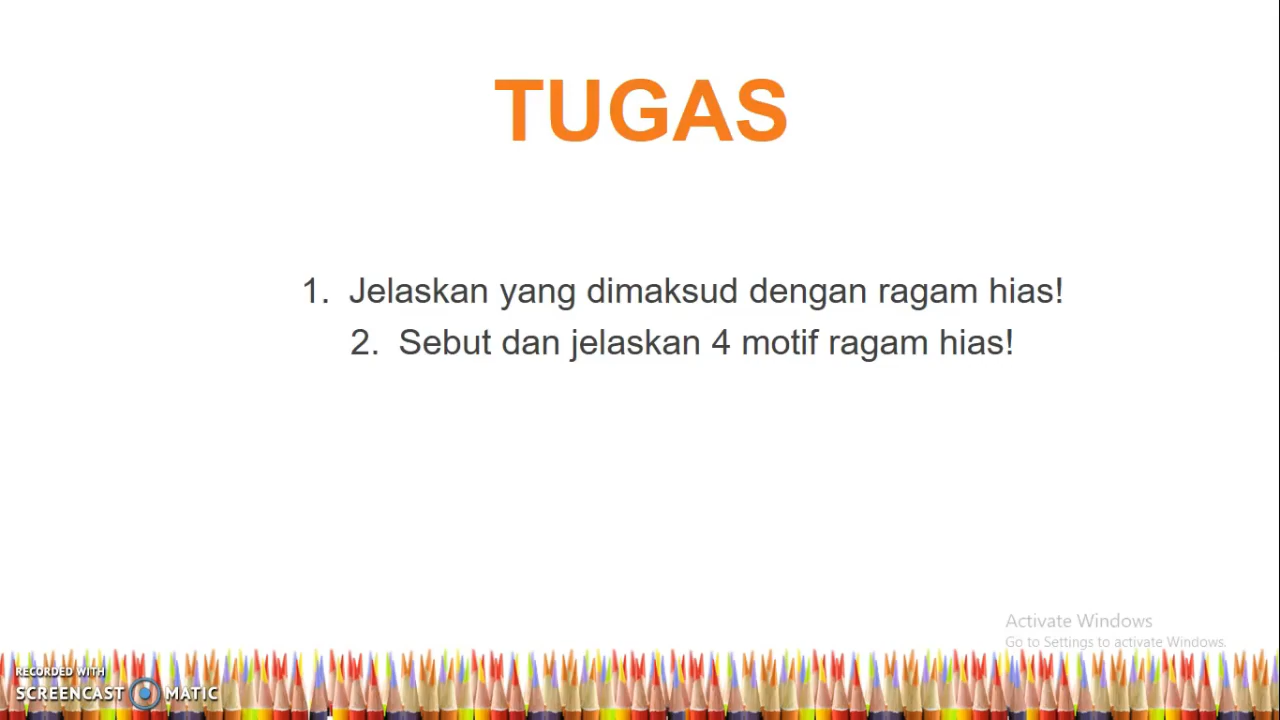 TUGAS
1. Jelaskan yang dimaksud dengan ragam hias!
2. Sebut dan jelaskan 4 motif ragam hias!
Activate Windows
Go to Settings to activate Windows.
RECORDED WITH
SCREENCAST MATIC